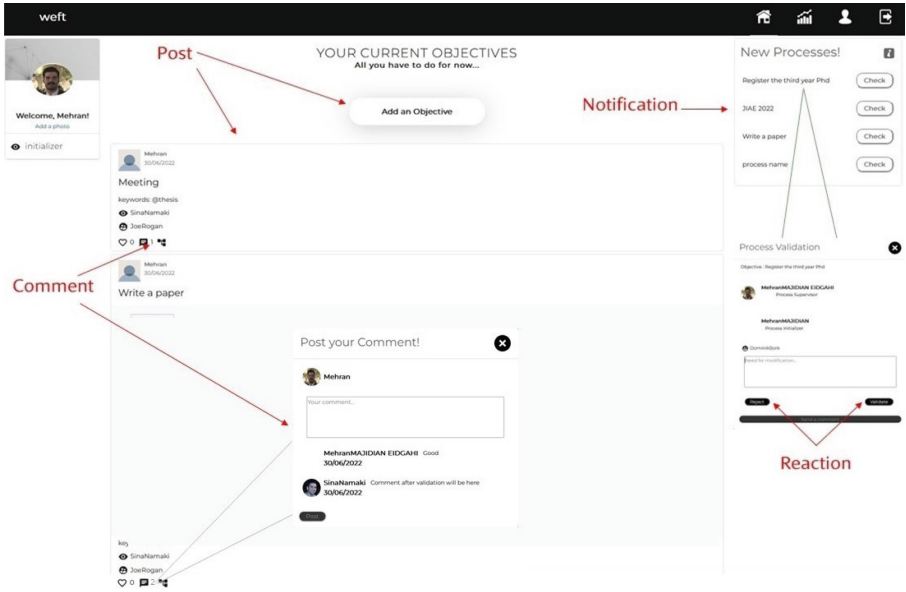 weft
Welcome, Mehran!
Add a photo
initializer
Post
YOUR CURRENT OBJECTIVES
All you have to do for now...
Add an Objective
Notification
New Processes!
Register the third year Phd
Check
JIAE 2022
Check
Write a paper
Check
process name
Check
Mehran
30/06/2022
Meeting
keywords: @thesis
SinaNamaki
JoeRogan
0 1
Comment
Mehran
30/06/2022
Write a paper
Post your Comment!
Mehran
Your comment...
MehranMAJIDIAN EIDGAHI Good
30/06/2022
SinaNamaki Comment after validation will be here
30/06/2022
Post
key
SinaNamaki
JoeRogan
0 2
Process Validation
Objective : Register the third year Phd
MehranMAJIDIAN EIDGAHI
Process Supervisor
MehranMAJIDIAN
Process Initializer
Need for modification...
Reject
Validate
Reaction